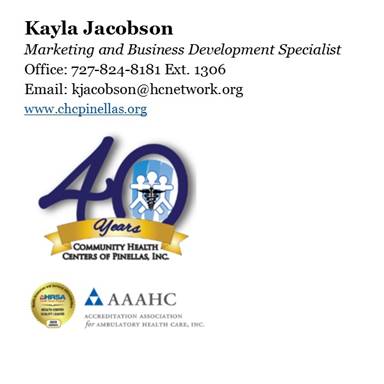 Kayla Jacobson
Marketing and Business Development Specialist
Office: 727-824-8181 Ext. 1306
Email: kjacobson@hcnetwork.org
www.chcpinellas.org
40
Years
COMMUNITY HEALTH
CENTERS OF PINELLAS, INC.
HRSA
AAAHC
ACCREDITATION ASSOCIATION
for AMBULATORY HEALTH CARE, INC.